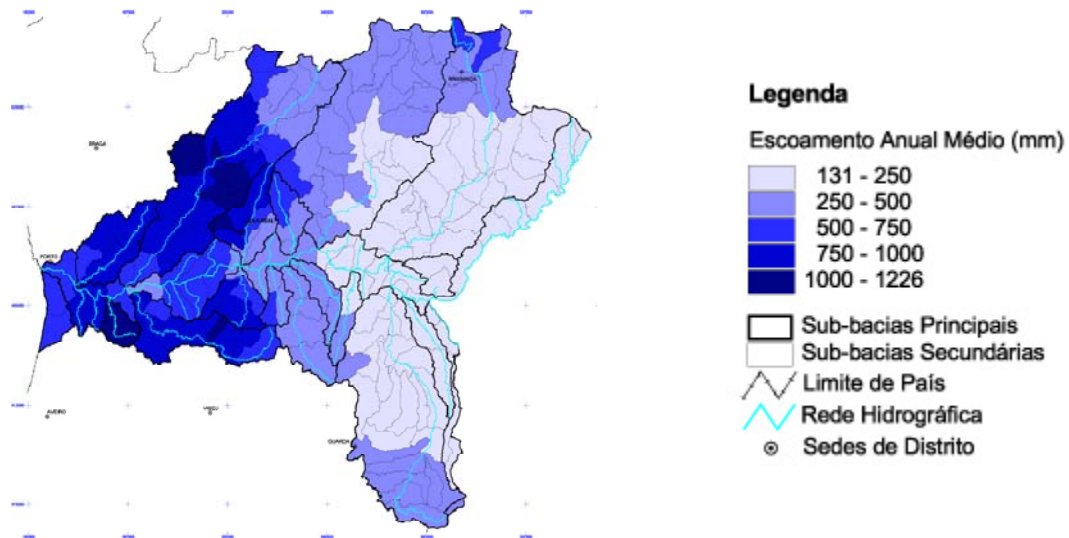 BRAGANÇA
BRAGA
PORTO
AVEIRO
GUARDA
Legenda
Escoamento Anual Médio (mm)
131 - 250
250 - 500
500 - 750
750 - 1000
1000 - 1226
Sub-bacias Principais
Sub-bacias Secundárias
Limite de País
Rede Hidrográfica
Sedes de Distrito